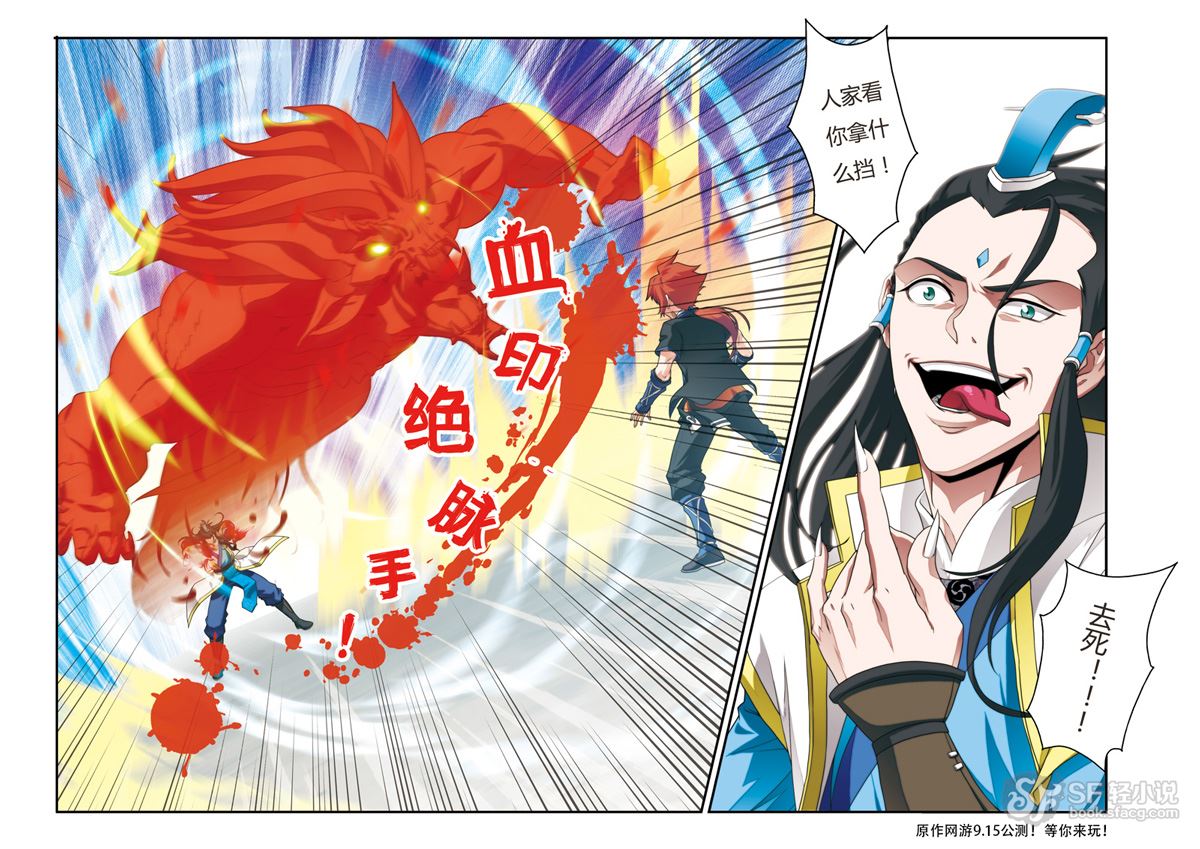 血印绝脉手！
人家看
你拿什
么挡！
去死！！！
SF轻小说
book.sfacg.com
原作网游9.15公测！等你来玩！